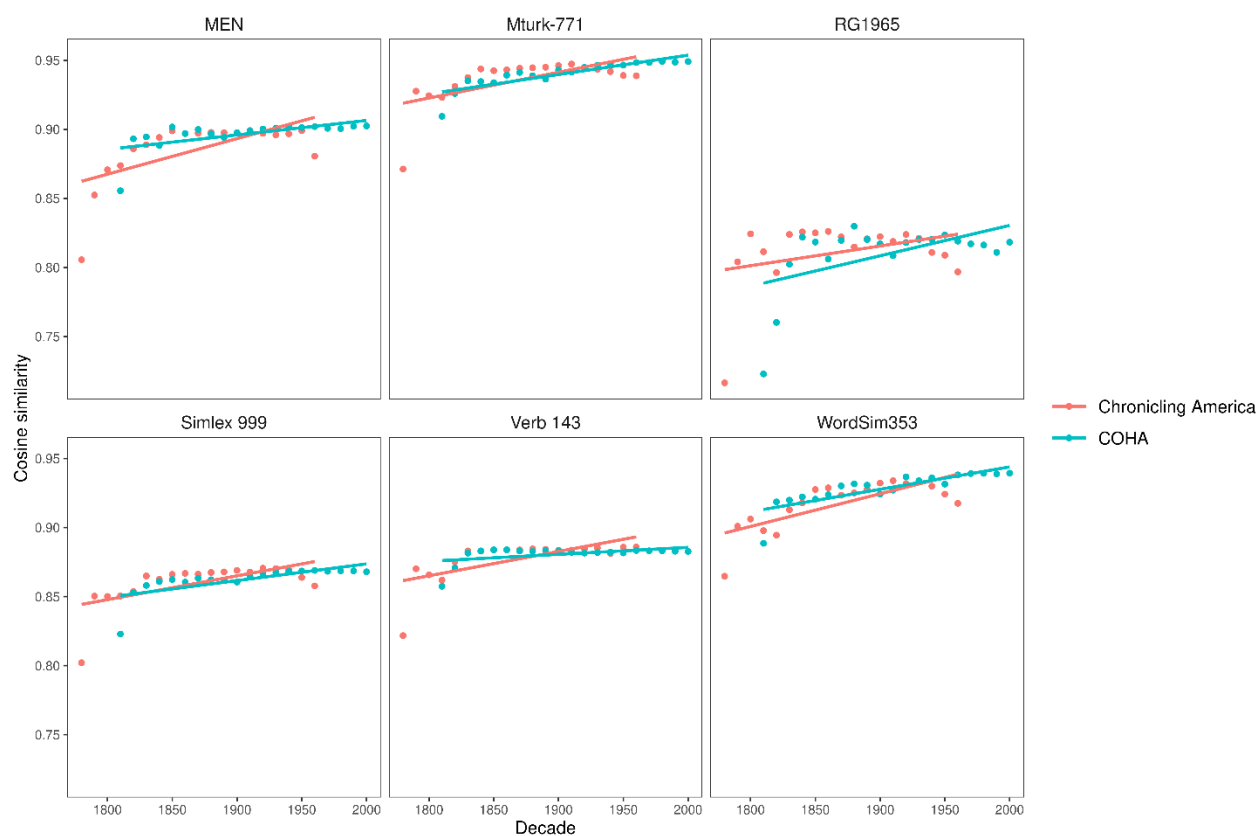 MEN Mturk-771 RG1965
0.95
0.90
0.85
0.80
0.75
Cosine similarity
Simlex 999 Verb 143 WordSim353
0.95
0.90
0.85
0.80
0.75
1800 1850 1900 1950 2000 1800 1850 1900 1950 2000 1800 1850 1900 1950 2000
Decade
Chronicling America
COHA